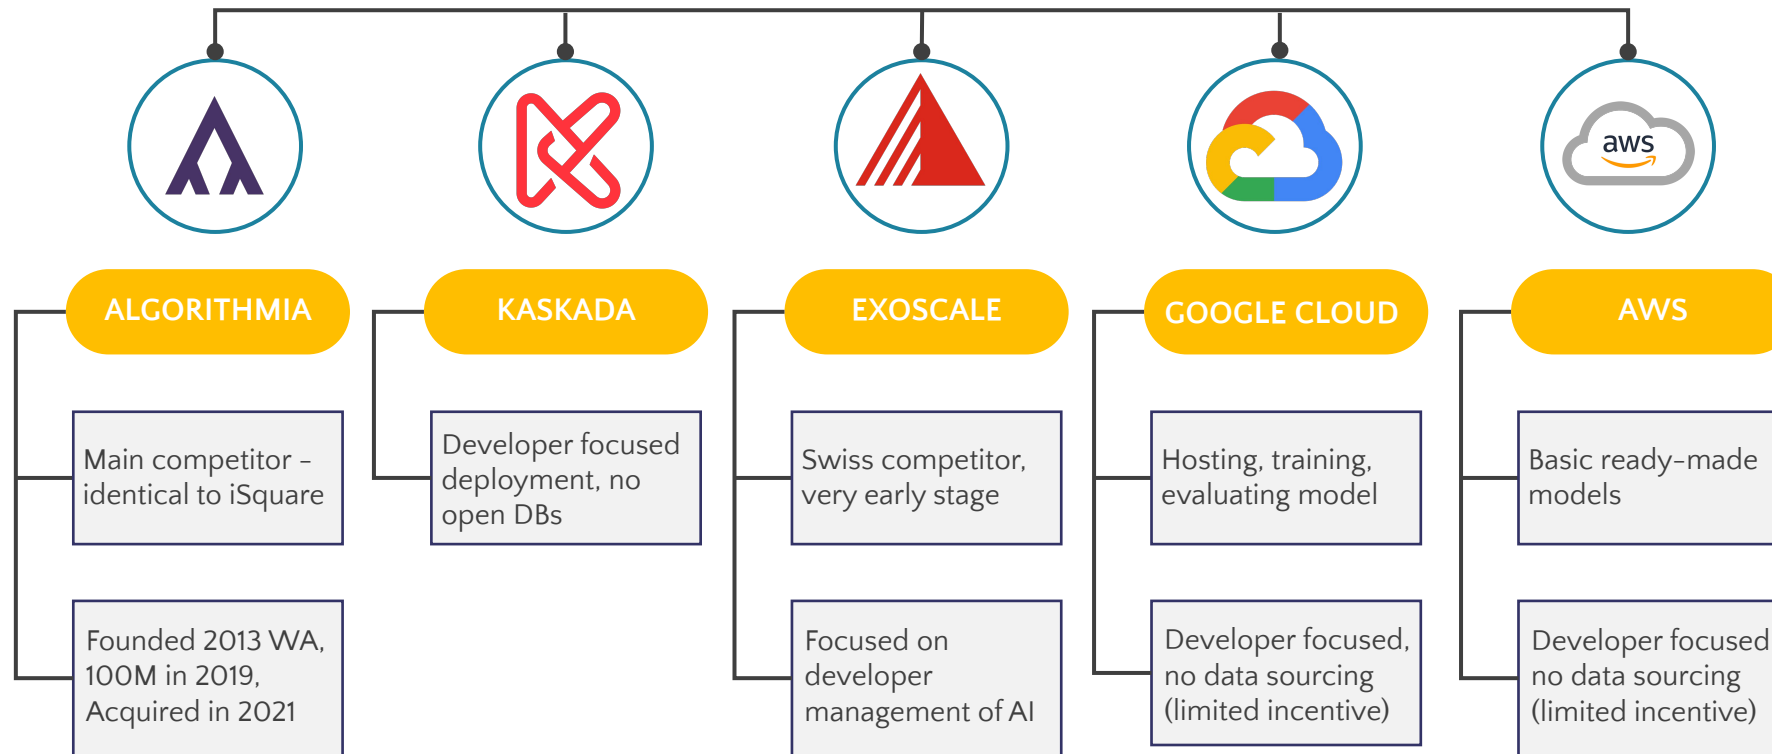 aws
ALGORITHMIA
KASKADA
EXOSCALE
GOOGLE CLOUD
AWS
Main competitor –
identical to iSquare
Developer focused
deployment, no
open DBs
Swiss competitor,
very early stage
Hosting, training,
evaluating model
Basic ready-made
models
Founded 2013 WA,
100M in 2019,
Acquired in 2021
Focused on
developer
management of AI
Developer focused,
no data sourcing
(limited incentive)
Developer focused
no data sourcing
(limited incentive)